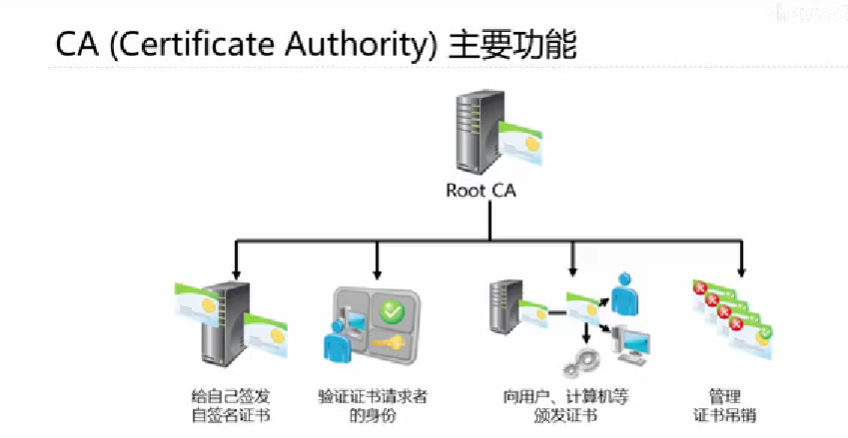 CA (Certificate Authority) 主要功能
Root CA
给自己签发
自签名证书
验证证书请求者
的身份
向用户、计算机等
颁发证书
管理
证书吊销